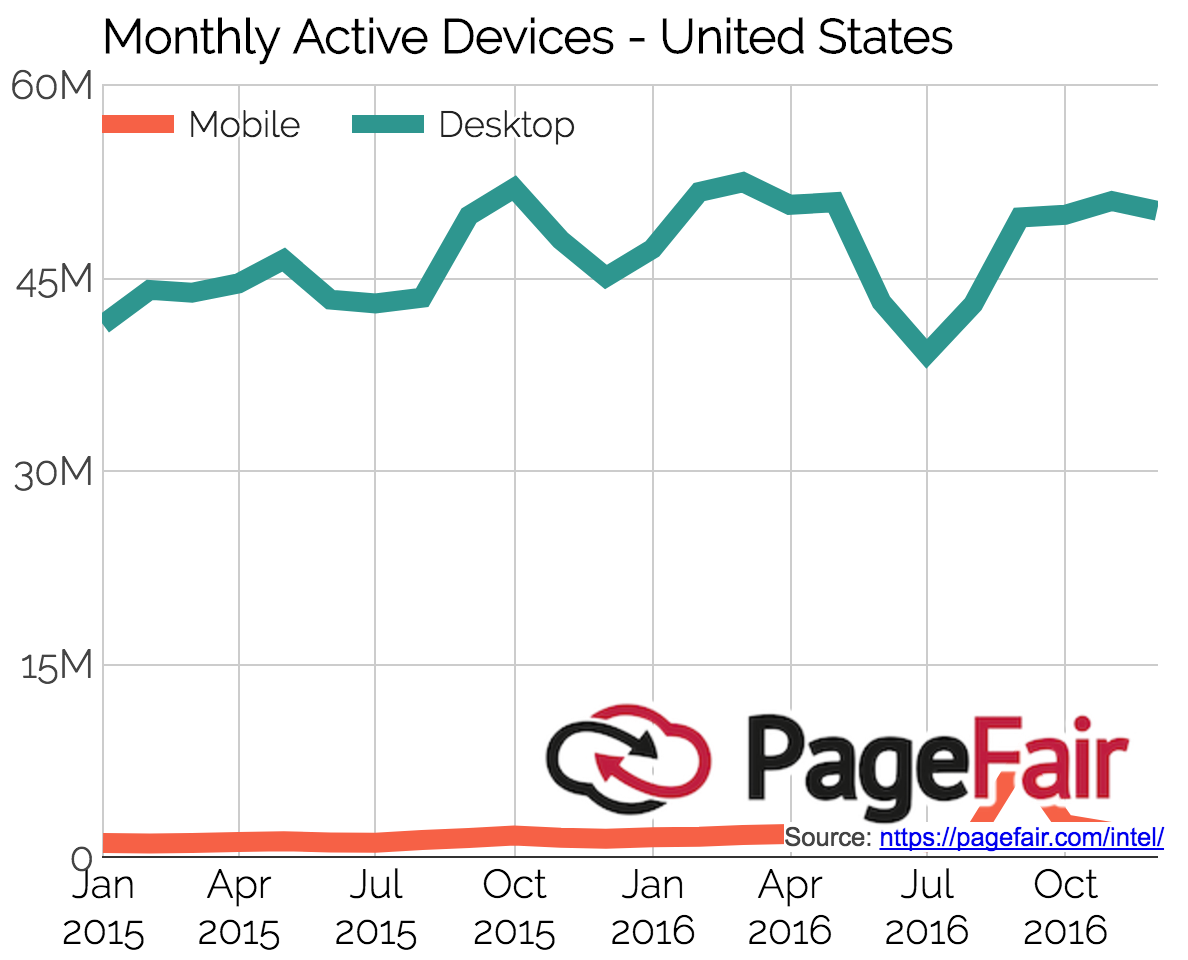 Monthly Active Devices - United States
60M
Mobile Desktop
45M
30M
15M
PageFair
Source: nttps://pagefair.com/intel/
0
Jan Apr Jul Oct Jan Apr Jul Oct
2015 2015 2015 2015 2016 2016 2016 2016